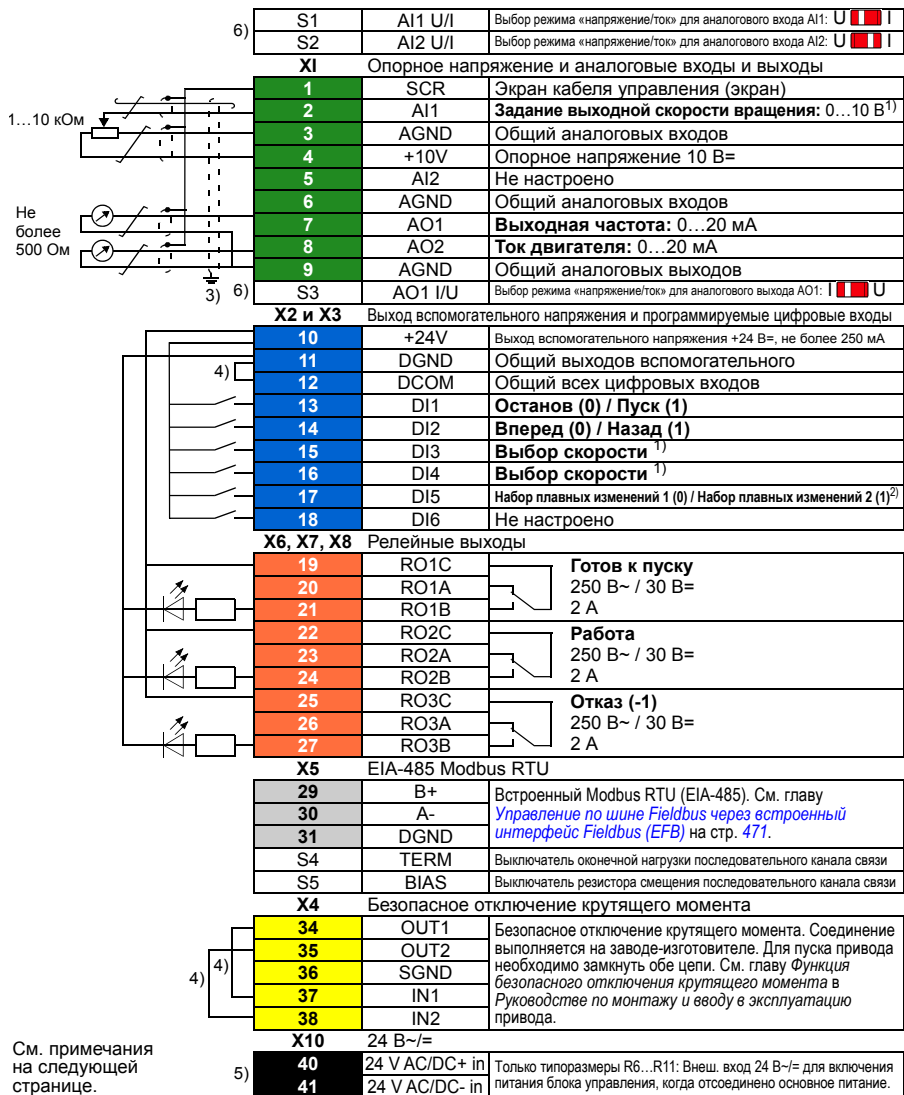 6)
S1 AI1 U/I Выбор режима «напряжение/ток» для аналогового входа AI1: U I
S2 AI2 U/I Выбор режима «напряжение/ток» для аналогового входа AI2: U I
XI Опорное напряжение и аналоговые входы и выходы
1 SCR Экран кабеля управления (экран)
1…10 кОм
2 AI1 Задание выходной скорости вращения: 0…10 В1)
3 AGND Общий аналоговых входов
4 +10V Опорное напряжение 10 В=
5 AI2 Не настроено
6 AGND Общий аналоговых входов
Не
более
500 Ом
7 AO1 Выходная частота: 0…20 мА
8 AO2 Ток двигателя: 0…20 мА
9 AGND Общий аналоговых выходов
3) 6) S3 AO1 I/U Выбор режима «напряжение/ток» для аналогового выхода AO1: I U
X2 и X3 Выход вспомогательного напряжения и программируемые цифровые входы
10 +24V Выход вспомогательного напряжения +24 В=, не более 250 мА
4)
11 DGND Общий выходов вспомогательного
12 DCOM Общий всех цифровых входов
13 DI1 Останов (0) / Пуск (1)
14 DI2 Вперед (0) / Назад (1)
15 DI3 Выбор скорости 1)
16 DI4 Выбор скорости 1)
17 DI5 Набор плавных изменений 1 (0) / Набор плавных изменений 2 (1)2)
18 DI6 Не настроено
X6, X7, X8 Релейные выходы
19 RO1C Готов к пуску
20 RO1A 250 В~ / 30 В=
21 RO1B 2 А
22 RO2C Работа
23 RO2A 250 В~ / 30 В=
24 RO2B 2 А
25 RO3C Отказ (-1)
26 RO3A 250 В~ / 30 В=
27 RO3B 2 А
X5 EIA-485 Modbus RTU
29 B+ Встроенный Modbus RTU (EIA-485). См. главу
30 A- Управление по шине Fieldbus через встроенный
31 DGND интерфейс Fieldbus (EFB) на стр. 471.
S4 TERM Выключатель оконечной нагрузки последовательного канала связи
S5 BIAS Выключатель резистора смещения последовательного канала связи
X4 Безопасное отключение крутящего момента
34 OUT1 Безопасное отключение крутящего момента. Соединение
35 OUT2 выполняется на заводе-изготовителе. Для пуска привода
4) 4) 36 SGND необходимо замкнуть обе цепи. См. главу Функция
безопасного отключения крутящего момента в
37 IN1 Руководстве по монтажу и вводу в эксплуатацию
38 IN2 привода.
X10 24 В~/=
См. примечания
на следующей
странице.
5)
40 24 V AC/DC+ in Только типоразмеры R6…R11: Внеш. вход 24 В~/= для включения
41 24 V AC/DC- in питания блока управления, когда отсоединено основное питание.